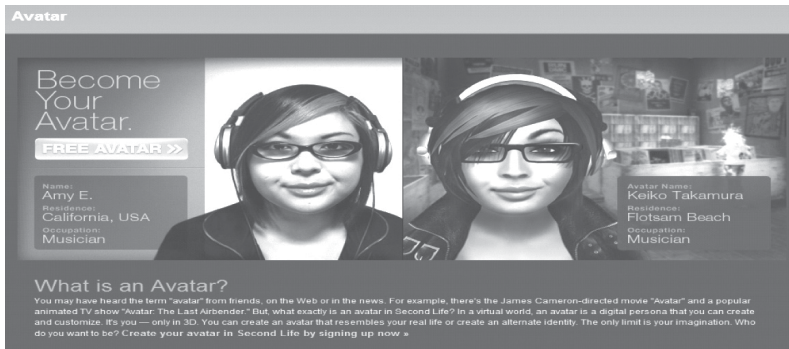 Avatar
Become
Your
Avatar.
FREE AVATAR >>
Name:
Amy E.
Residence:
California, USA
Occupation:
Musician
Avatar Name:
Keiko Takamura
Residence:
Flotsam Beach
Occupation:
Musician
What is an Avatar?
You may have heard the term "avatar" from friends, on the Web or in the news. For example, there's the James Cameron-directed movie "Avatar" and a popular
animated TV show "Avatar: The Last Airbender." But, what exactly is an avatar in Second Life? In a virtual world, an avatar is a digital persona that you can create
and customize. It's you — only in 3D. You can create an avatar that resembles your real life or create an alternate identity. The only limit is your imagination. Who
do you want to be? Create your avatar in Second Life by signing up now »